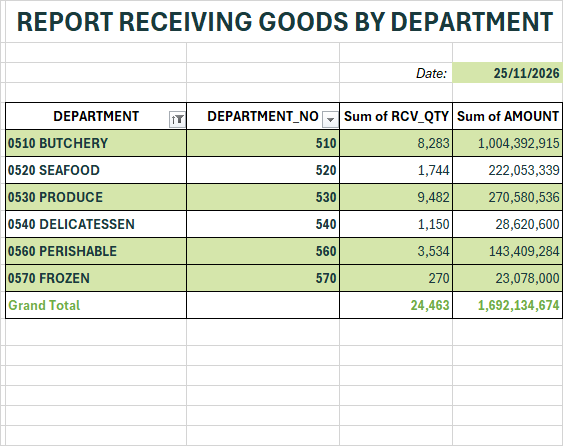 REPORT RECEIVING GOODS BY DEPARTMENT
Date: 25/11/2026
DEPARTMENT DEPARTMENT_NO Sum of RCV_QTY Sum of AMOUNT
0510 BUTCHERY 510 8,283 1,004,392,915
0520 SEAFOOD 520 1,744 222,053,339
0530 PRODUCE 530 9,482 270,580,536
0540 DELICATESSEN 540 1,150 28,620,600
0560 PERISHABLE 560 3,534 143,409,284
0570 FROZEN 570 270 23,078,000
Grand Total 24,463 1,692,134,674